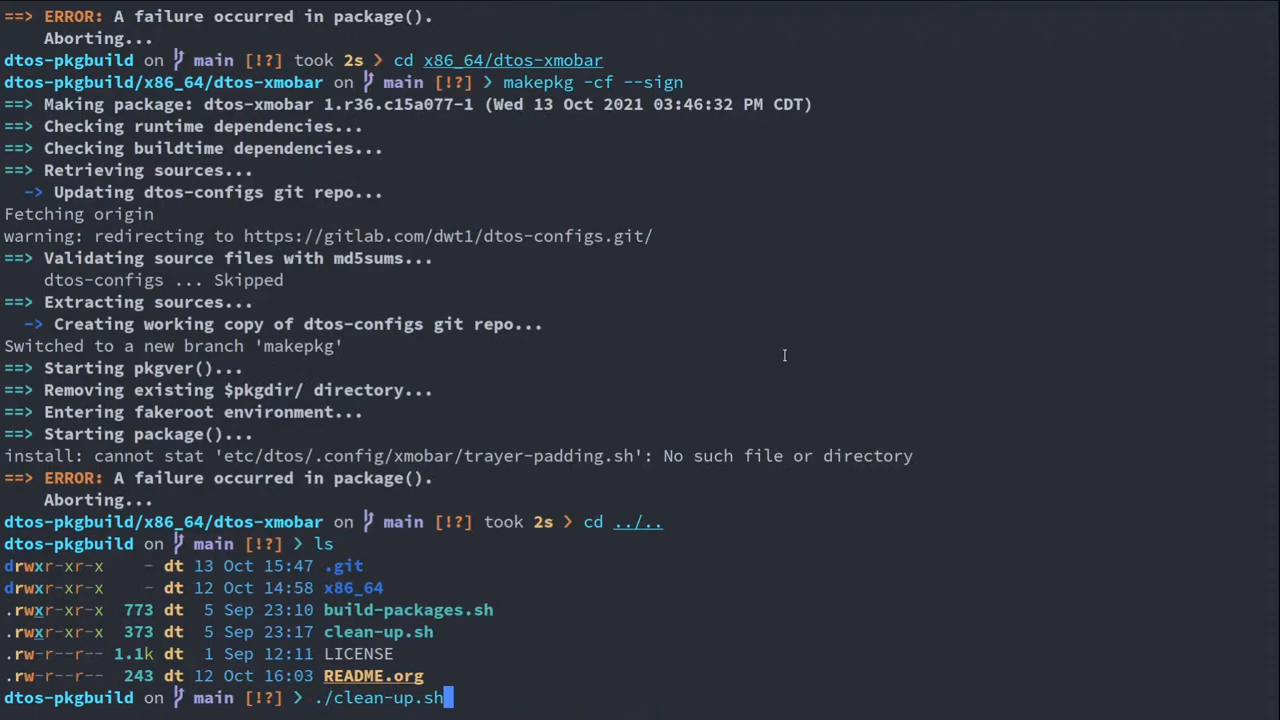 ==> ERROR: A failure occurred in package().
    Aborting...
dtos-pkgbuild on  main [!?] took 2s > cd x86_64/dtos-xmobar
dtos-pkgbuild/x86_64/dtos-xmobar on  main [!?] > makepkg -cf --sign
==> Making package: dtos-xmobar 1.r36.c15a077-1 (Wed 13 Oct 2021 03:46:32 PM CDT)
==> Checking runtime dependencies...
==> Checking buildtime dependencies...
==> Retrieving sources...
  -> Updating dtos-configs git repo...
Fetching origin
warning: redirecting to https://gitlab.com/dwt1/dtos-configs.git/
==> Validating source files with md5sums...
    dtos-configs ... Skipped
==> Extracting sources...
  -> Creating working copy of dtos-configs git repo...
Switched to a new branch 'makepkg'
==> Starting pkgver()...
==> Removing existing $pkgdir/ directory...
==> Entering fakeroot environment...
==> Starting package()...
install: cannot stat 'etc/dtos/.config/xmobar/trayer-padding.sh': No such file or directory
==> ERROR: A failure occurred in package().
    Aborting...
dtos-pkgbuild/x86_64/dtos-xmobar on  main [!?] took 2s > cd ../..
dtos-pkgbuild on  main [!?] > ls
drwxr-xr-x    - dt 13 Oct 15:47 .git
drwxr-xr-x    - dt 12 Oct 14:58 x86_64
.rwxr-xr-x  773 dt  5 Sep 23:10 build-packages.sh
.rwxr-xr-x  373 dt  5 Sep 23:17 clean-up.sh
.rw-r--r-- 1.1k dt  1 Sep 12:11 LICENSE
.rw-r--r--  243 dt 12 Oct 16:03 README.org
dtos-pkgbuild on  main [!?] > ./clean-up.sh